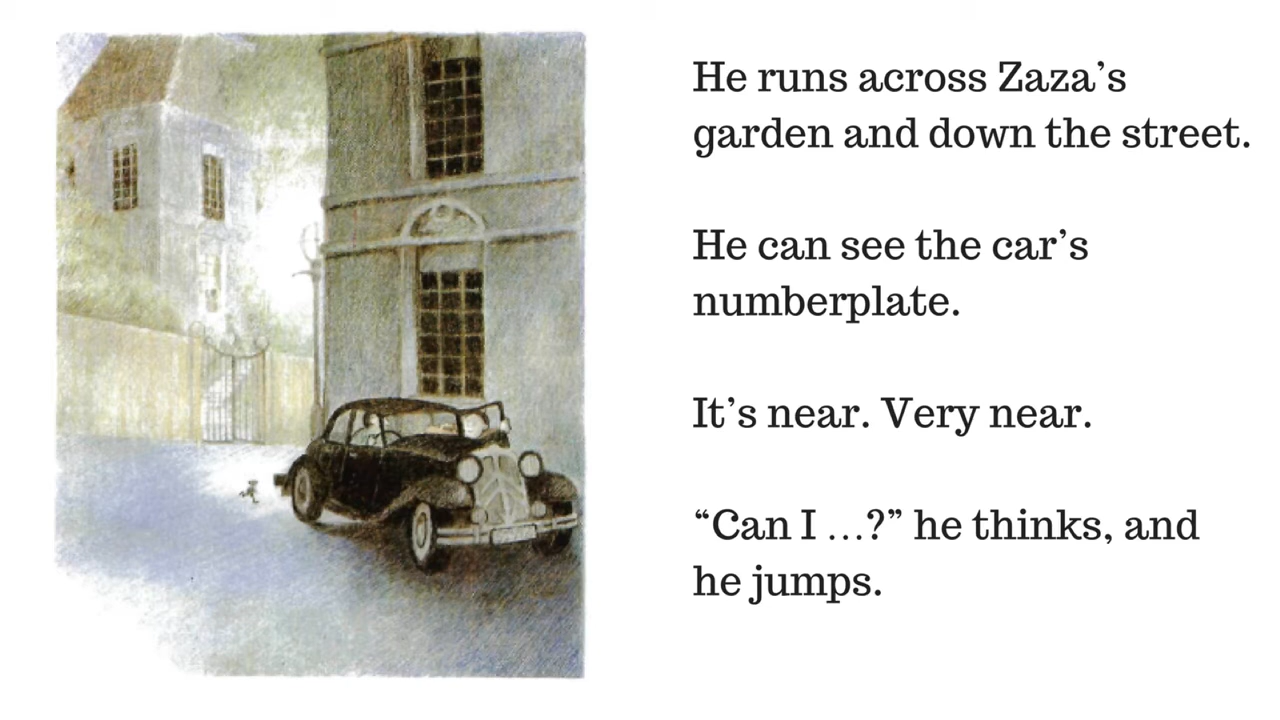 He runs across Zaza’s
garden and down the street.
He can see the car’s
numberplate.
It’s near. Very near.
“Can I …?” he thinks, and
he jumps.